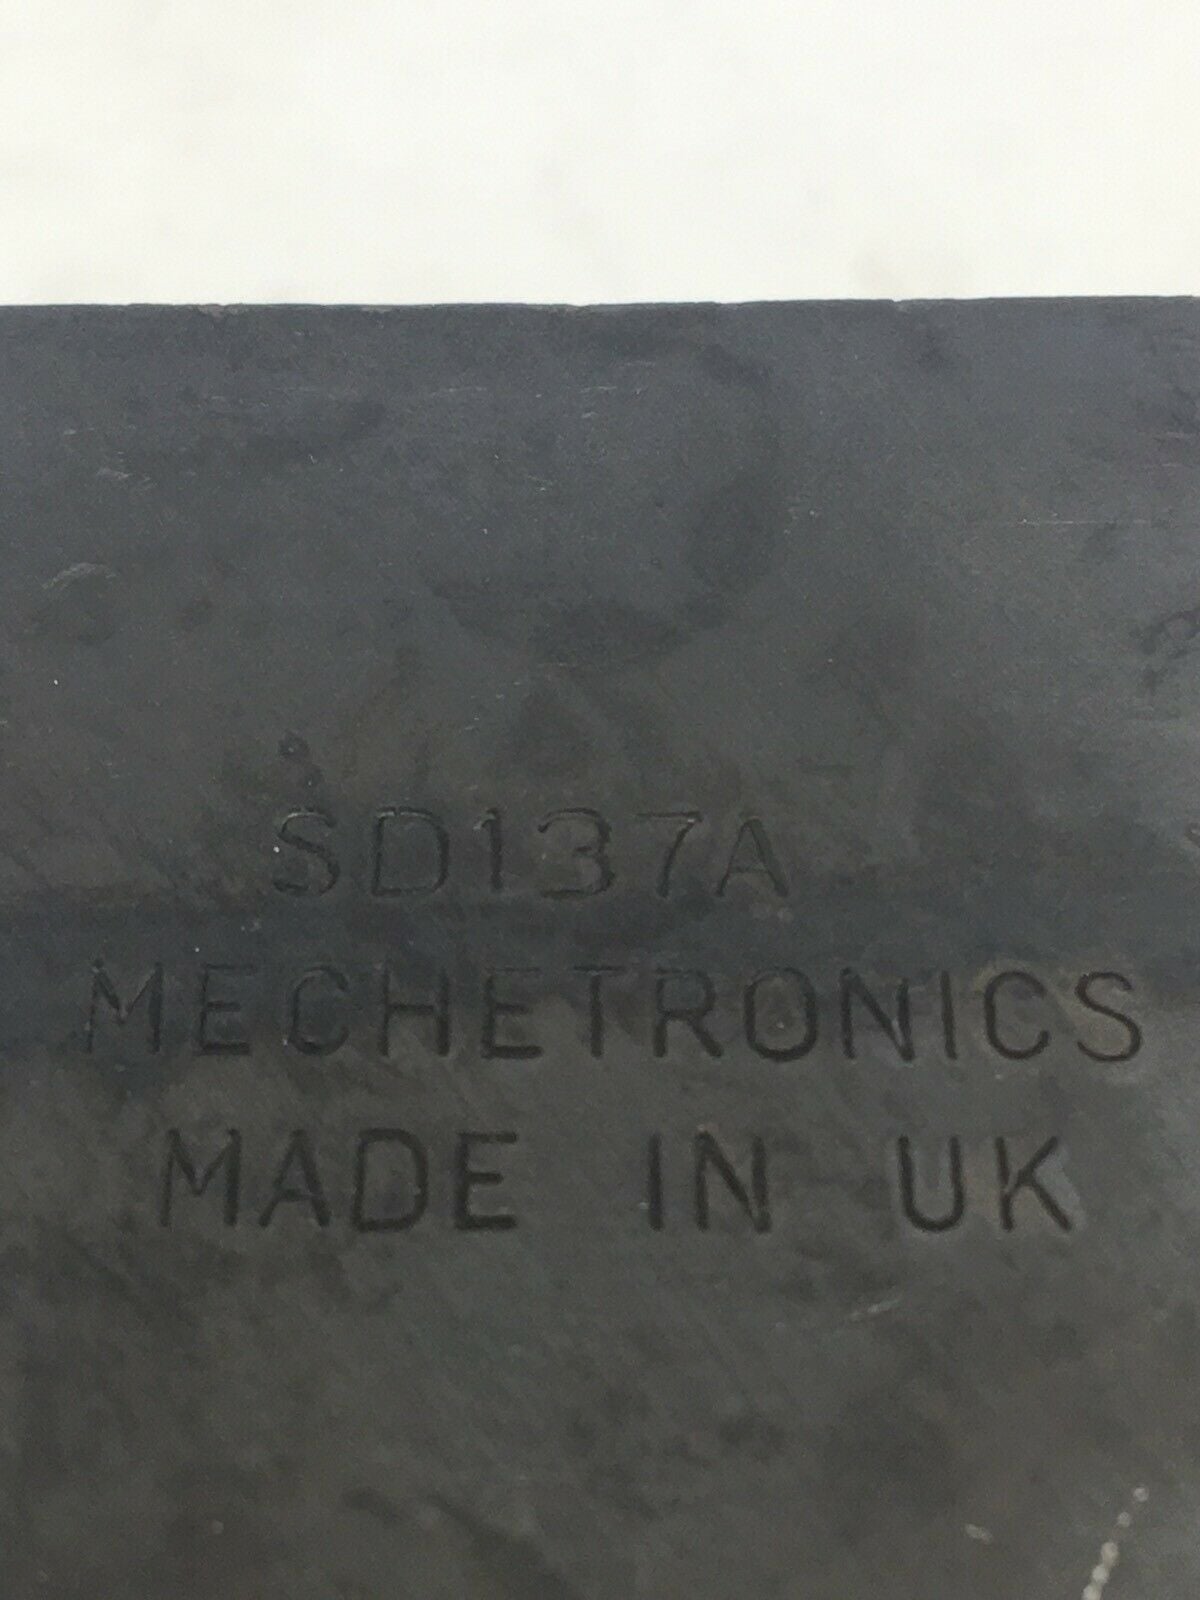 SD137A
MECHETRONICS
MADE IN UK